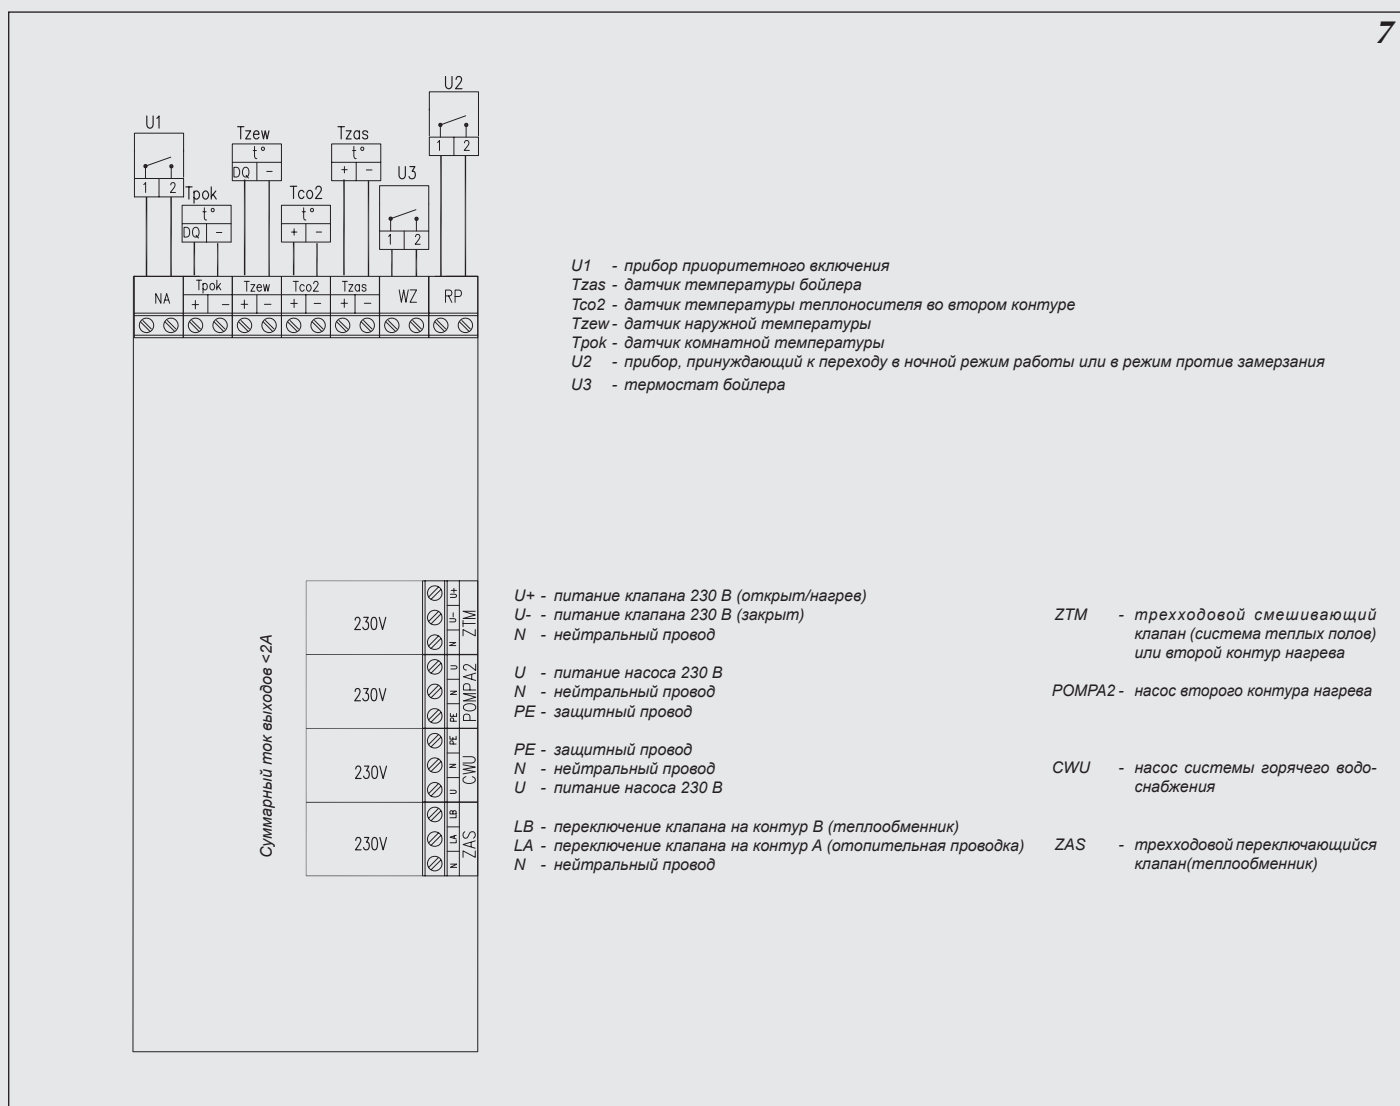 7
U2
U1
Tzew
Tzas
t°
t°
1 2
DQ -
+ -
U3
1 2
Tpok
Tco2
t°
t°
DQ -
+ -
1 2
NA
Tpok
Tzew
Tco2
Tzas
WZ
RP
+ - + - + - + -
U1 - прибор приоритетного включения
Tzas - датчик температуры бойлера
Tco2 - датчик температуры теплоносителя во втором контуре
Tzew - датчик наружной температуры
Tpok - датчик комнатной температуры
U2 - прибор, принуждающий к переходу в ночной режим работы или в режим против замерзания
U3 - термостат бойлера
Суммарный ток выходов <2А
230V
U+
U-
N
ZTM
230V
U
N
PE
POMPA2
230V
PE
N
U
CWU
230V
LB
LA
N
ZAS
U+ - питание клапана 230 В (открыт/нагрев)
U- - питание клапана 230 В (закрыт)
N - нейтральный провод
U - питание насоса 230 В
N - нейтральный провод
PE - защитный провод
PE - защитный провод
N - нейтральный провод
U - питание насоса 230 В
LB - переключение клапана на контур В (теплообменник)
LA - переключение клапана на контур А (отопительная проводка)
N - нейтральный провод
ZTM - трехходовой смешивающий
клапан (система теплых полов)
или второй контур нагрева
POMPA2 - насос второго контура нагрева
CWU - насос системы горячего водо-
снабжения
ZAS - трехходовой переключающийся
клапан(теплообменник)